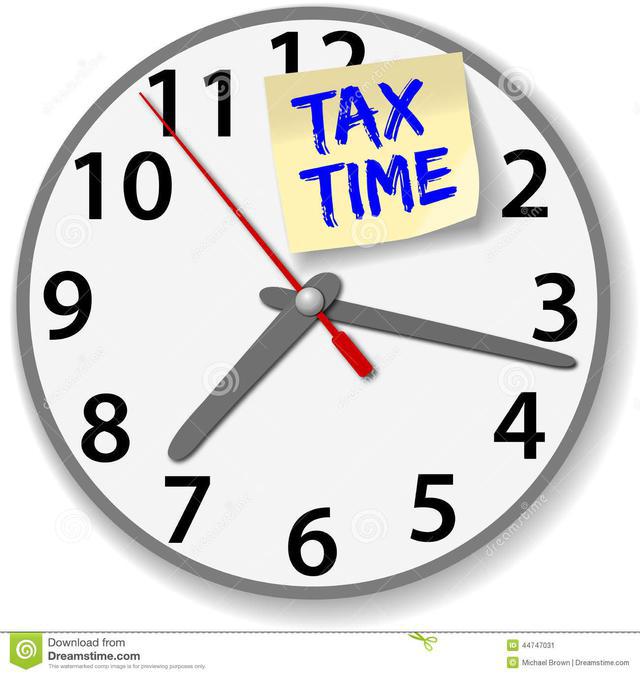 12
11
TAX
TIME
10
2
9
3
8
4
7
5
6
Download from
Dreamstime.com
This watermarked comp image is for previewing purposes only.
44747031
Michael Brown | Dreamstime.com